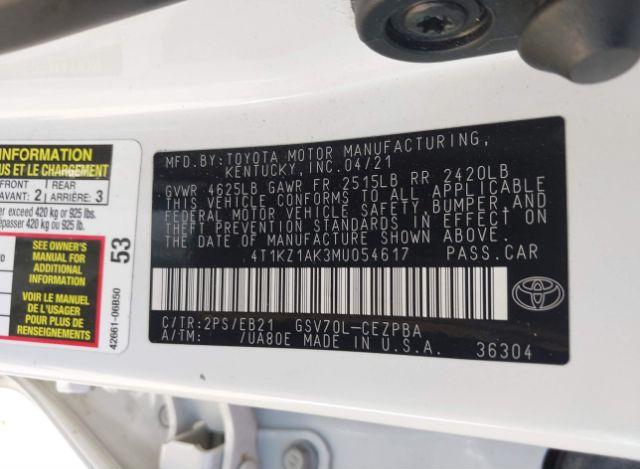 INFORMATION
US ET LE CHARGEMENT
FRONT REAR
AVANT: 2 ARRIÈRE: 3
er exceed 420 kg or 925 lbs.
épasser 420 kg ou 925 lb.
SEE OWNER'S
MANUAL FOR
ADDITIONAL
INFORMATION
VOIR LE MANUEL
DE L'USAGER
POUR PLUS DE
RENSEIGNEMENTS
53
42661-06B50
MFD.BY:TOYOTA MOTOR MANUFACTURING,
KENTUCKY, INC.04/21
GVWR 4625LB GAWR FR 2515LB RR 2420LB
THIS VEHICLE CONFORMS TO ALL APPLICABLE
FEDERAL MOTOR VEHICLE SAFETY, BUMPER, AND
THEFT PREVENTION STANDARDS IN EFFECT ON
THE DATE OF MANUFACTURE SHOWN ABOVE.
4T1KZ1AK3MU054617 PASS.CAR
C/TR:2PS/EB21 GSV70L-CEZPBA
A/TM: /UA80E MADE IN U.S.A. 36304